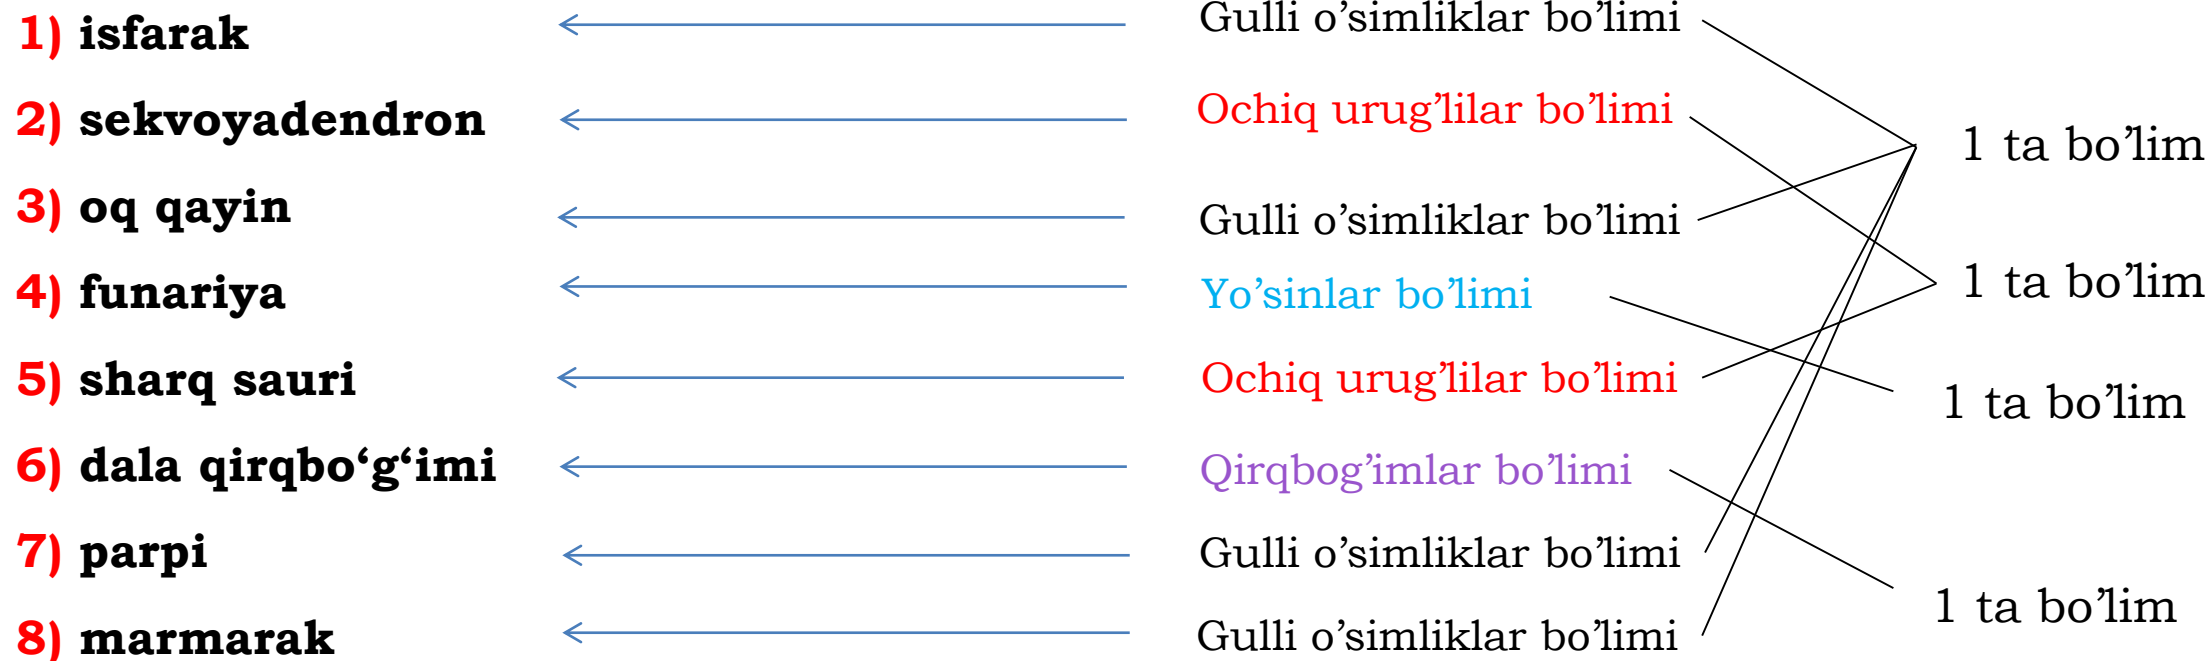 1) isfarak Gulli o’simliklar bo’limi
2) sekvoyadendron Ochiq urug’lilar bo’limi
1 ta bo’lim
3) oq qayin Gulli o’simliklar bo’limi
4) funariya Yo’sinlar bo’limi 1 ta bo’lim
5) sharq sauri Ochiq urug’lilar bo’limi
1 ta bo’lim
6) dala qirqbo‘g‘imi Qirqbog’imlar bo’limi
7) parpi Gulli o’simliklar bo’limi
1 ta bo’lim
8) marmarak Gulli o’simliklar bo’limi